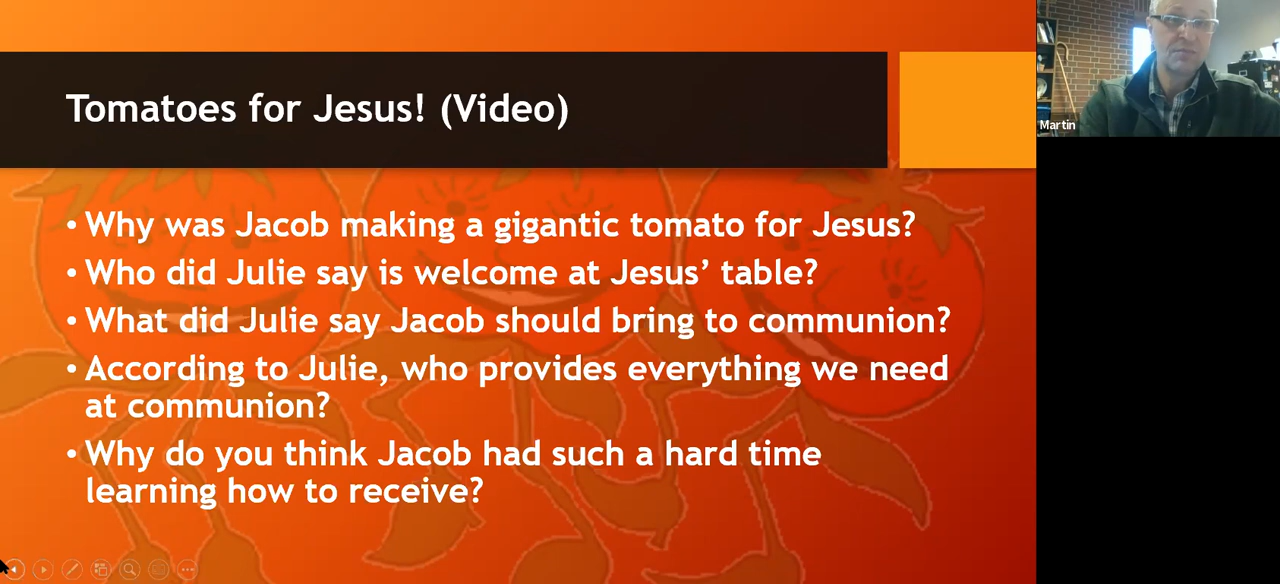 Tomatoes for Jesus! (Video)
• Why was Jacob making a gigantic tomato for Jesus?
• Who did Julie say is welcome at Jesus’ table?
• What did Julie say Jacob should bring to communion?
• According to Julie, who provides everything we need
at communion?
• Why do you think Jacob had such a hard time
learning how to receive?
Martin